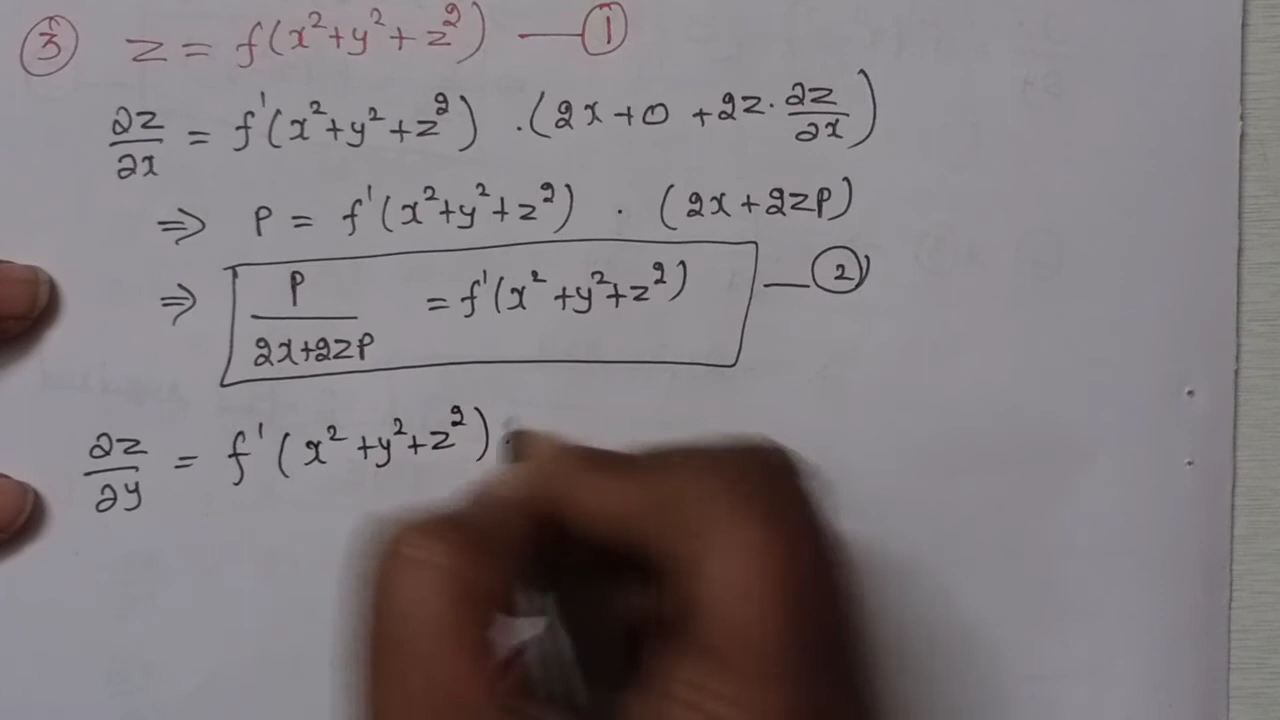 ③ z = f(x²+y²+z²) —①
∂z/∂x = f'(x²+y²+z²) .(2x+0+2z.∂z/∂x)
⇒ P = f'(x²+y²+z²) . (2x+2zp)
⇒ P/2x+2zp = f'(x²+y²+z²) —②
∂z/∂y = f'(x²+y²+z²) .